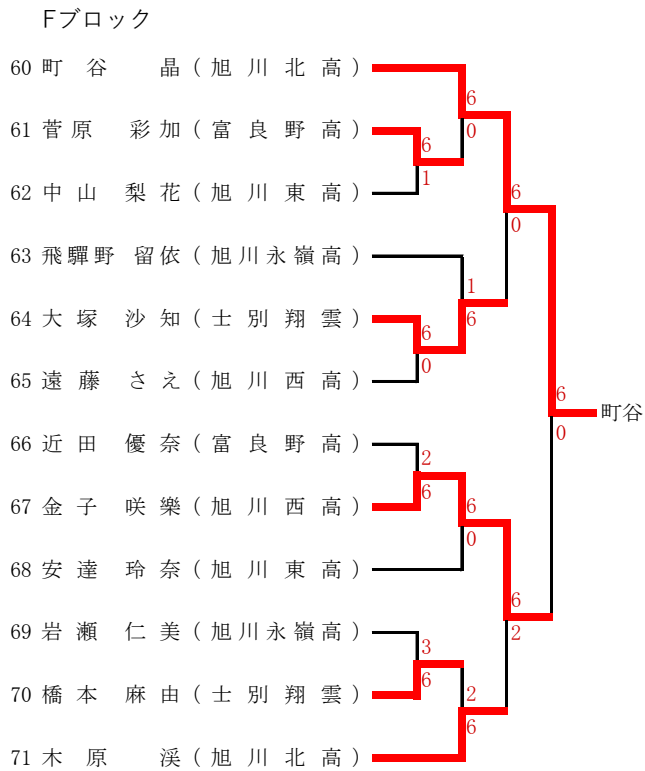 Fブロック
60 町谷 晶 (旭川北高)
6
61 菅原 彩加 (富良野高)
6
0
1
62 中山 梨花 (旭川東高)
6
0
63 飛驒野 留依 (旭川永嶺高)
1
64 大塚 沙知 (士別翔雲)
6
6
0
65 遠藤 さえ (旭川西高)
6
町谷
0
66 近田 優奈 (富良野高)
2
67 金子 咲樂 (旭川西高)
6
6
0
68 安達 玲奈 (旭川東高)
6
2
69 岩瀬 仁美 (旭川永嶺高)
3
70 橋本 麻由 (士別翔雲)
6
2
6
71 木原 渓 (旭川北高)